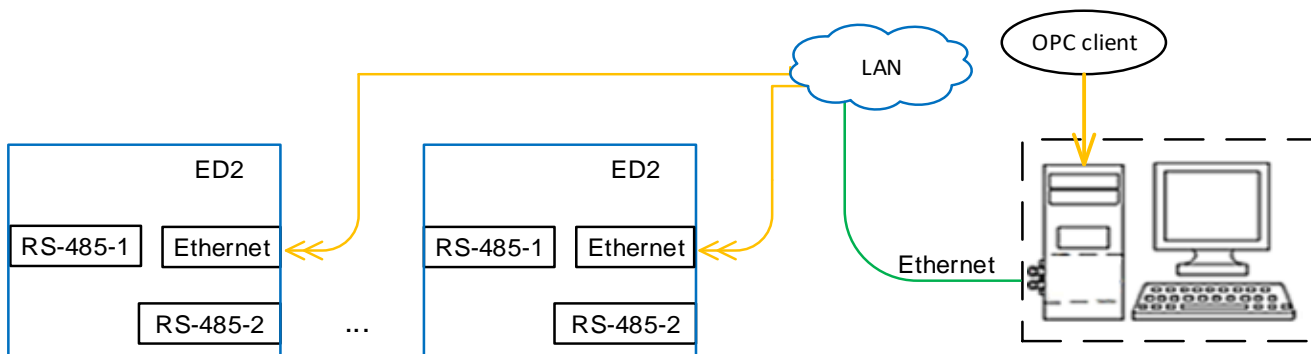 OPC client
LAN
ED2
ED2
RS-485-1
Ethernet
RS-485-1
Ethernet
Ethernet
RS-485-2
...
RS-485-2